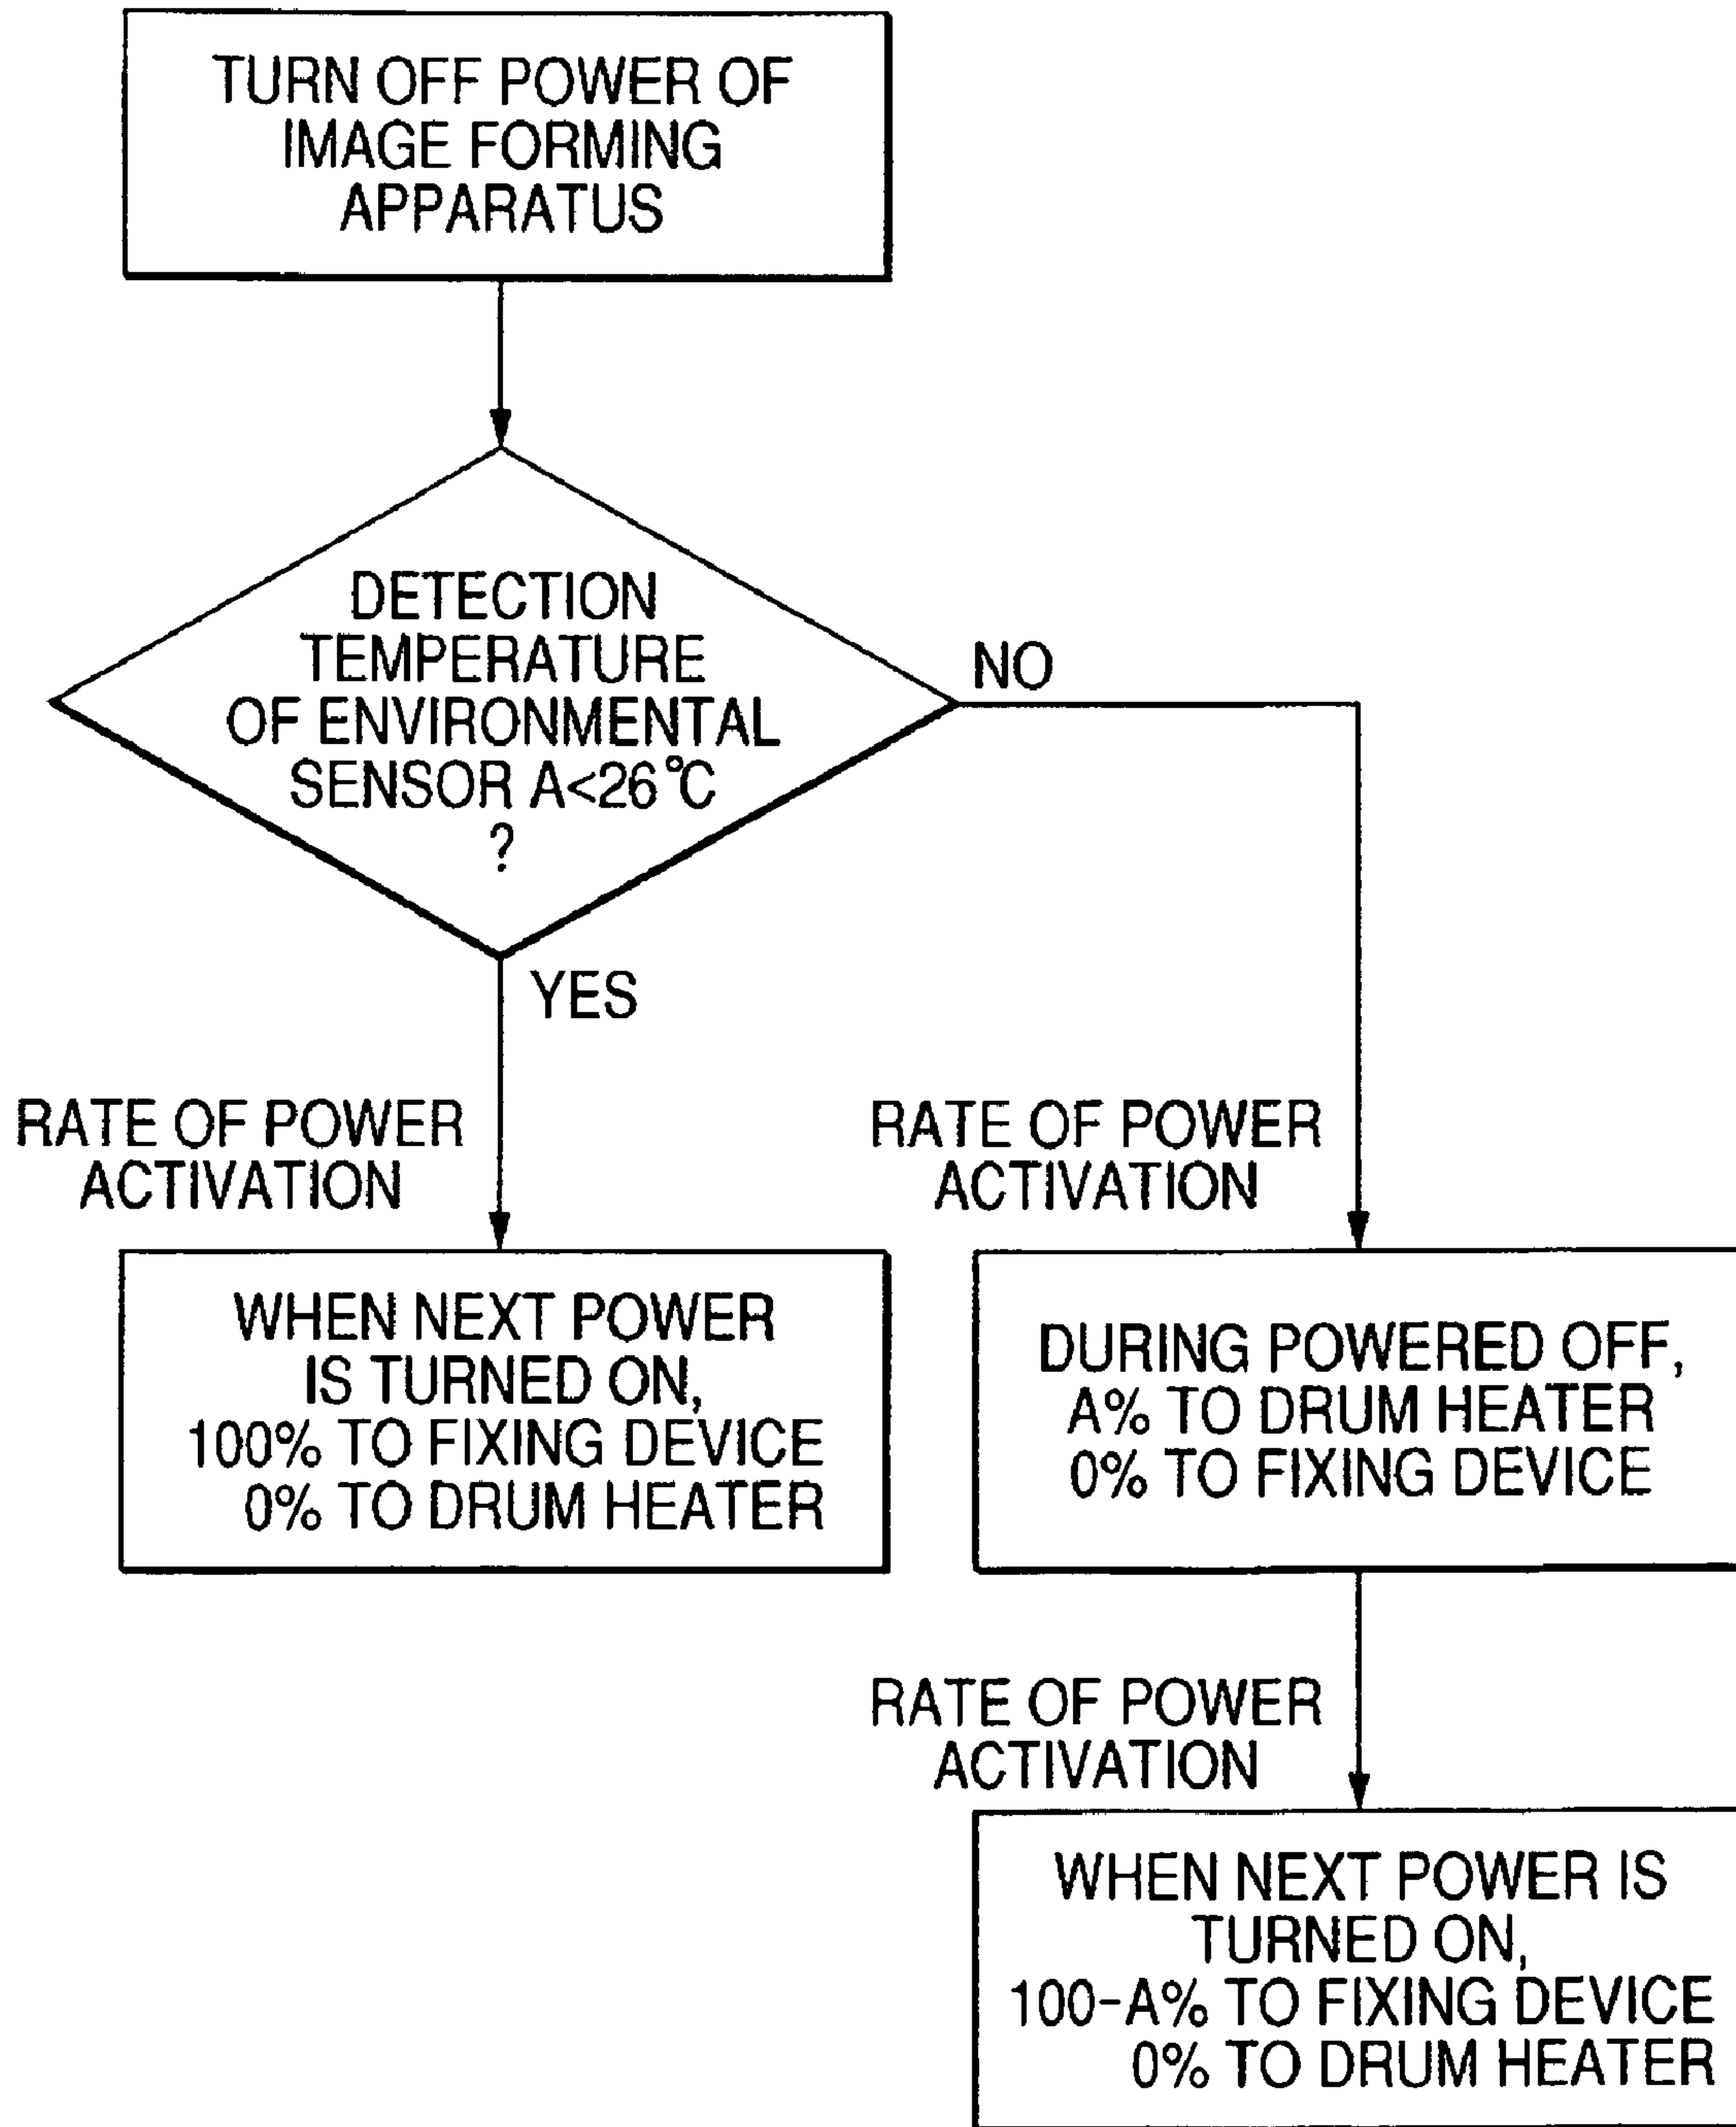 TURN OFF POWER OF
IMAGE FORMING
APPARATUS
DETECTION
TEMPERATURE
OF ENVIRONMENTAL
SENSOR A<26°C
?
NO
YES
RATE OF POWER
ACTIVATION
WHEN NEXT POWER
IS TURNED ON,
100% TO FIXING DEVICE
0% TO DRUM HEATER
RATE OF POWER
ACTIVATION
DURING POWERED OFF,
A% TO DRUM HEATER
0% TO FIXING DEVICE
RATE OF POWER
ACTIVATION
WHEN NEXT POWER IS
TURNED ON,
100-A% TO FIXING DEVICE
0% TO DRUM HEATER